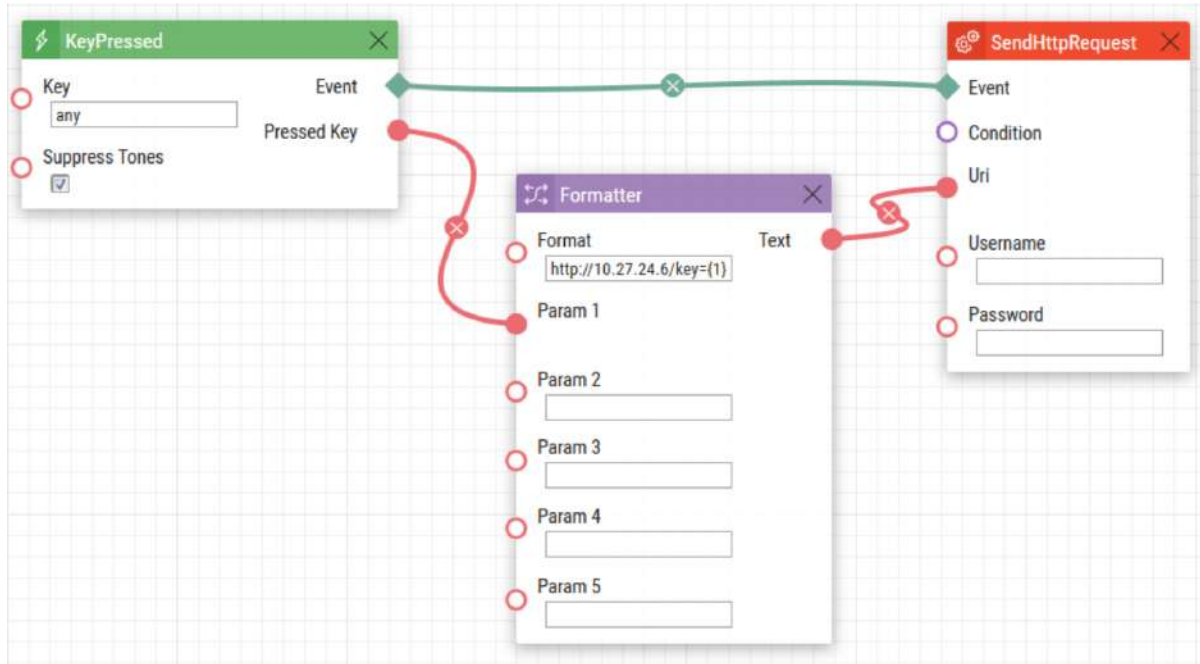 KeyPressed
Key
any
Suppress Tones
Event
Pressed Key
Formatter
Format
http://10.27.24.6/key={1}
Param 1
Param 2
Param 3
Param 4
Param 5
Text
SendHttpRequest
Event
Condition
Uri
Username
Password